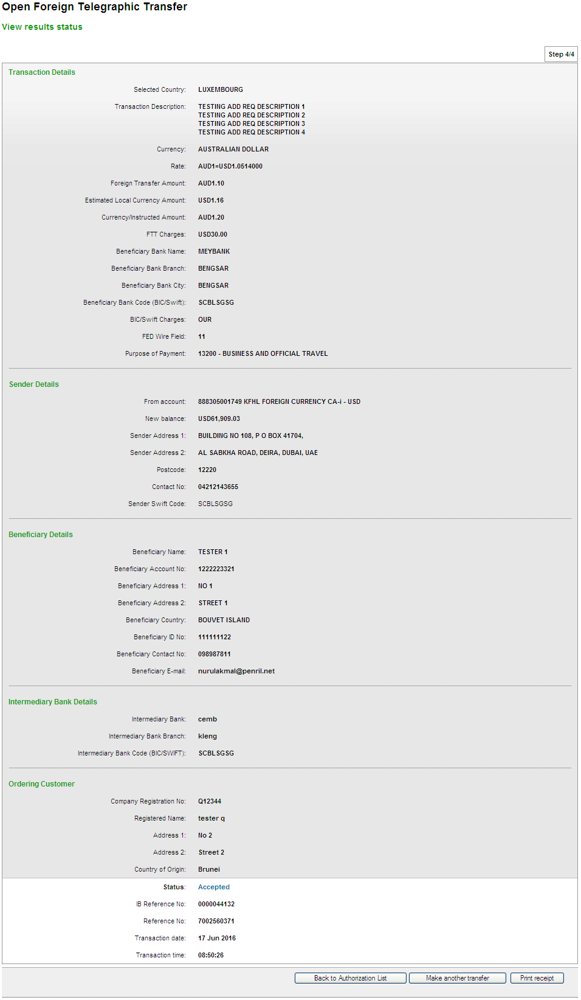 Open Foreign Telegraphic Transfer
View results status
Step 4/4
Transaction Details
Selected Country: LUXEMBOURG
Transaction Description: TESTING ADD REQ DESCRIPTION 1
TESTING ADD REQ DESCRIPTION 2
TESTING ADD REQ DESCRIPTION 3
TESTING ADD REQ DESCRIPTION 4
Currency: AUSTRALIAN DOLLAR
Rate: AUD1=USD1.0514000
Foreign Transfer Amount: AUD1.10
Estimated Local Currency Amount: USD1.16
Currency/Instructed Amount: AUD1.20
FTT Charges: USD30.00
Beneficiary Bank Name: MEYBANK
Beneficiary Bank Branch: BENGSAR
Beneficiary Bank City: BENGSAR
Beneficiary Bank Code (BIC/Swift): SCBLSGSG
BIC/Swift Charges: OUR
FED Wire Field: 11
Purpose of Payment: 13200 - BUSINESS AND OFFICIAL TRAVEL
Sender Details
From account: 888305001749 KFHL FOREIGN CURRENCY CA-i - USD
New balance: USD61,909.03
Sender Address 1: BUILDING NO 108, P O BOX 41704,
Sender Address 2: AL SABKHA ROAD, DEIRA, DUBAI, UAE
Postcode: 12220
Contact No: 04212143655
Sender Swift Code: SCBLSGSG
Beneficiary Details
Beneficiary Name: TESTER 1
Beneficiary Account No: 1222223321
Beneficiary Address 1: NO 1
Beneficiary Address 2: STREET 1
Beneficiary Country: BOUVET ISLAND
Beneficiary ID No: 111111122
Beneficiary Contact No: 098987811
Beneficiary E-mail: nurulakmal@penril.net
Intermediary Bank Details
Intermediary Bank: cemb
Intermediary Bank Branch: kleng
Intermediary Bank Code (BIC/SWIFT): SCBLSGSG
Ordering Customer
Company Registration No: Q12344
Registered Name: tester q
Address 1: No 2
Address 2: Street 2
Country of Origin: Brunei
Status: Accepted
IB Reference No: 0000044132
Reference No: 7002560371
Transaction date: 17 Jun 2016
Transaction time: 08:50:26
Back to Authorization List Make another transfer Print receipt